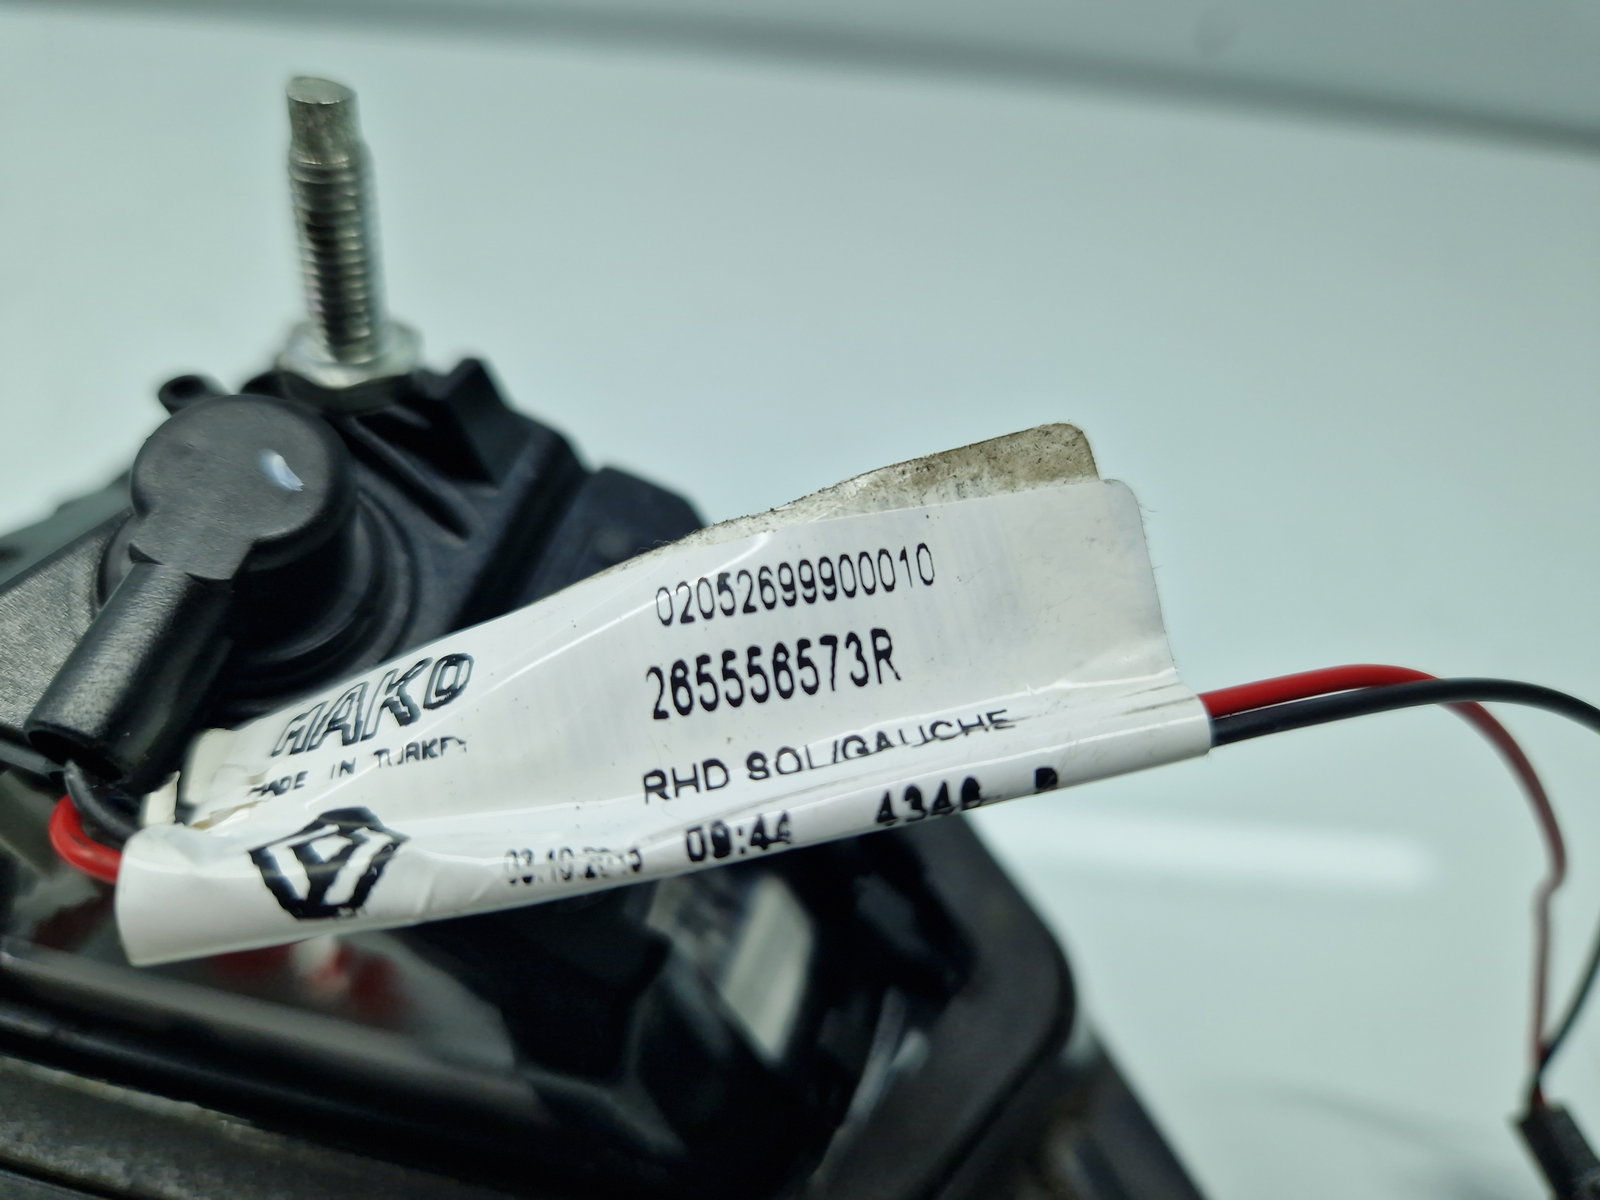 02052699900010
265556573R
HAKO
MADE IN TURKEY
RHD SOL/GAUCHE
09:44